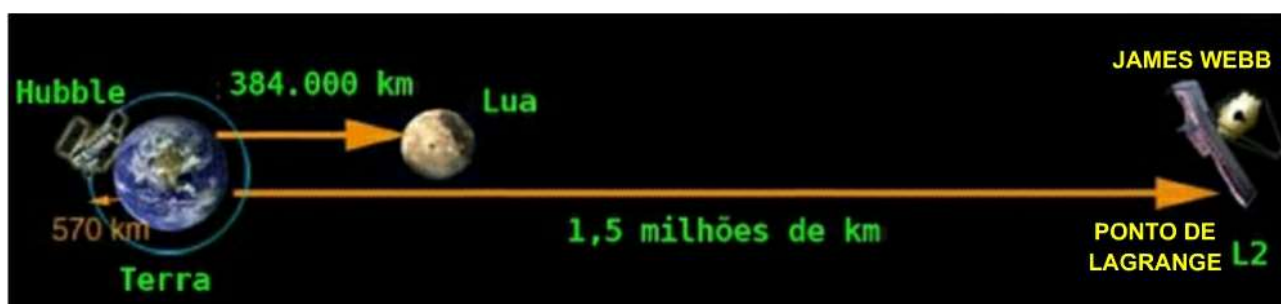 JAMES WEBB
Hubble
384.000 km
Lua
570 km
1,5 milhões de km
PONTO DE
LAGRANGE L2
Terra